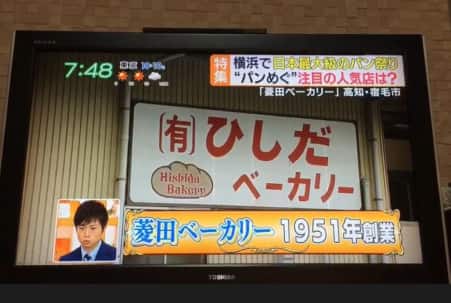 7:48
東京
特集
横浜で日本最大級のパン祭り
“パンめぐ”注目の人気店は?
「菱田ベーカリー」高知・宿毛市
(有)ひしだ
ベーカリー
Hishida
Bakery
菱田ベーカリー 1951年創業
TOSHIBA